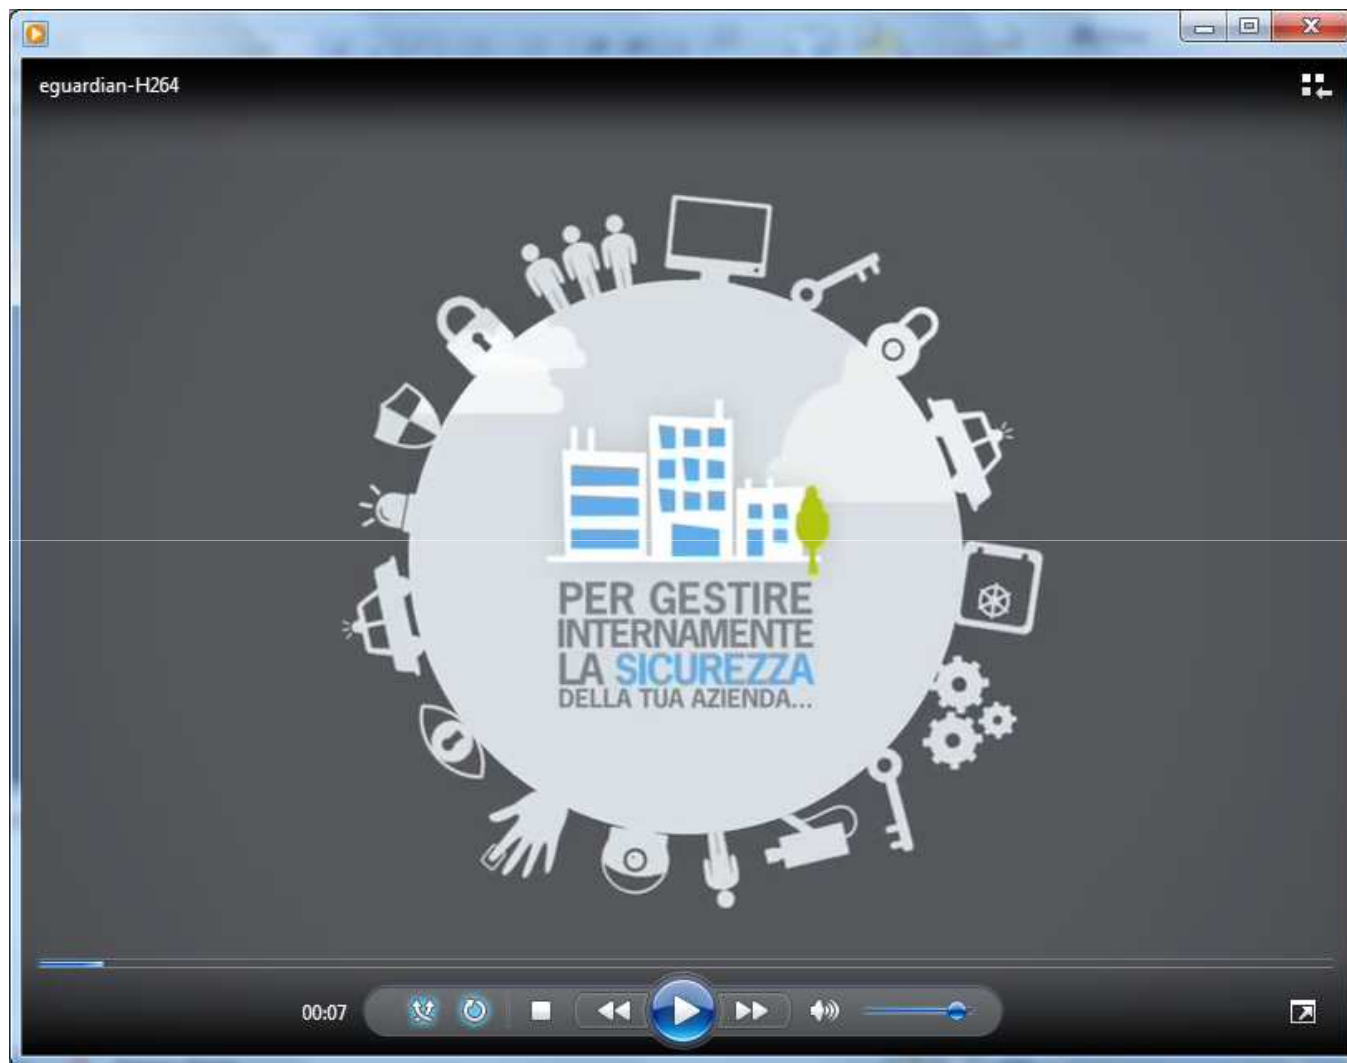 eguardian-H264
PER GESTIRE
INTERNAMENTE
LA SICUREZZA
DELLA TUA AZIENDA...
00:07